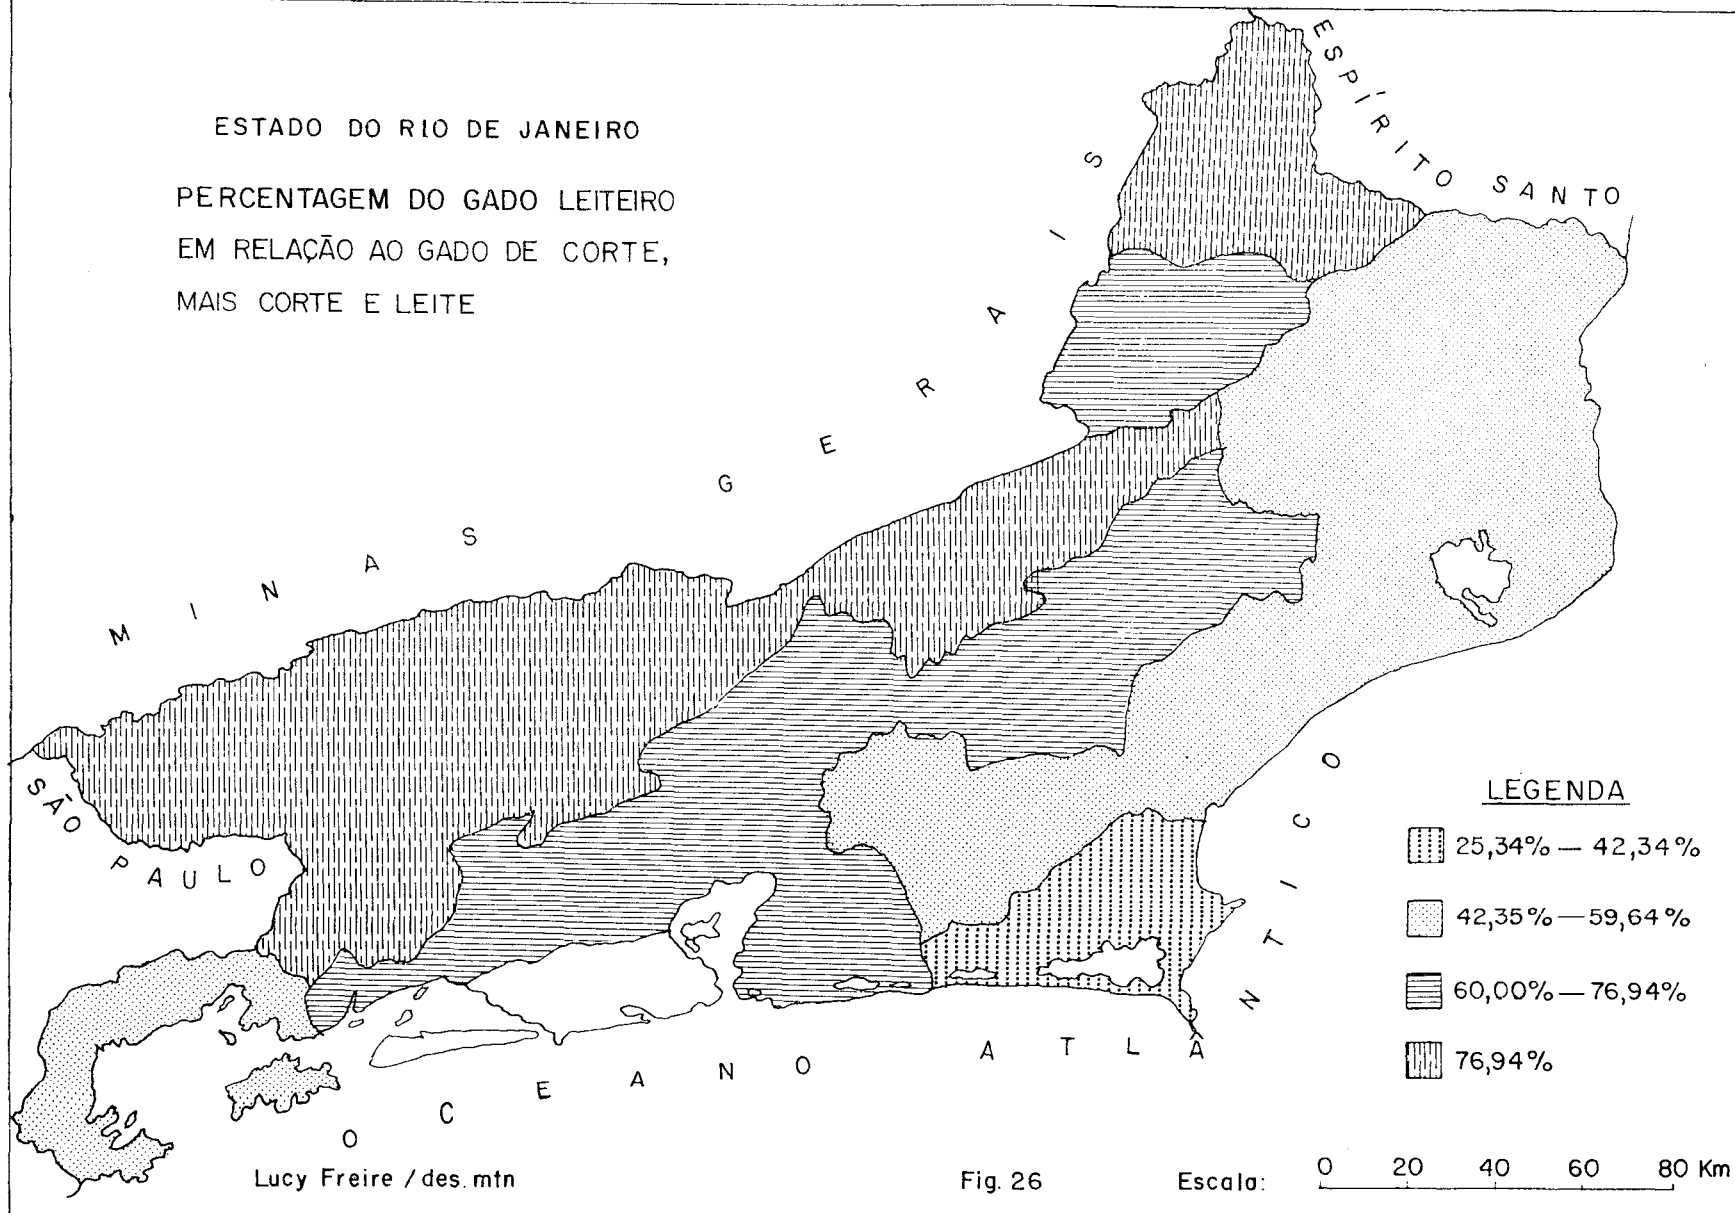 ESTADO DO RIO DE JANEIRO
PERCENTAGEM DO GADO LEITEIRO
EM RELAÇÃO AO GADO DE CORTE,
MAIS CORTE E LEITE
ESPÍRITO SANTO
MINAS GERAIS
SÃO PAULO
OCEANO ATLÂNTICO
LEGENDA
25,34% — 42,34%
42,35% — 59,64%
60,00% — 76,94%
76,94%
Lucy Freire / des. mtn
Fig. 26
Escala: 0 20 40 60 80 Km